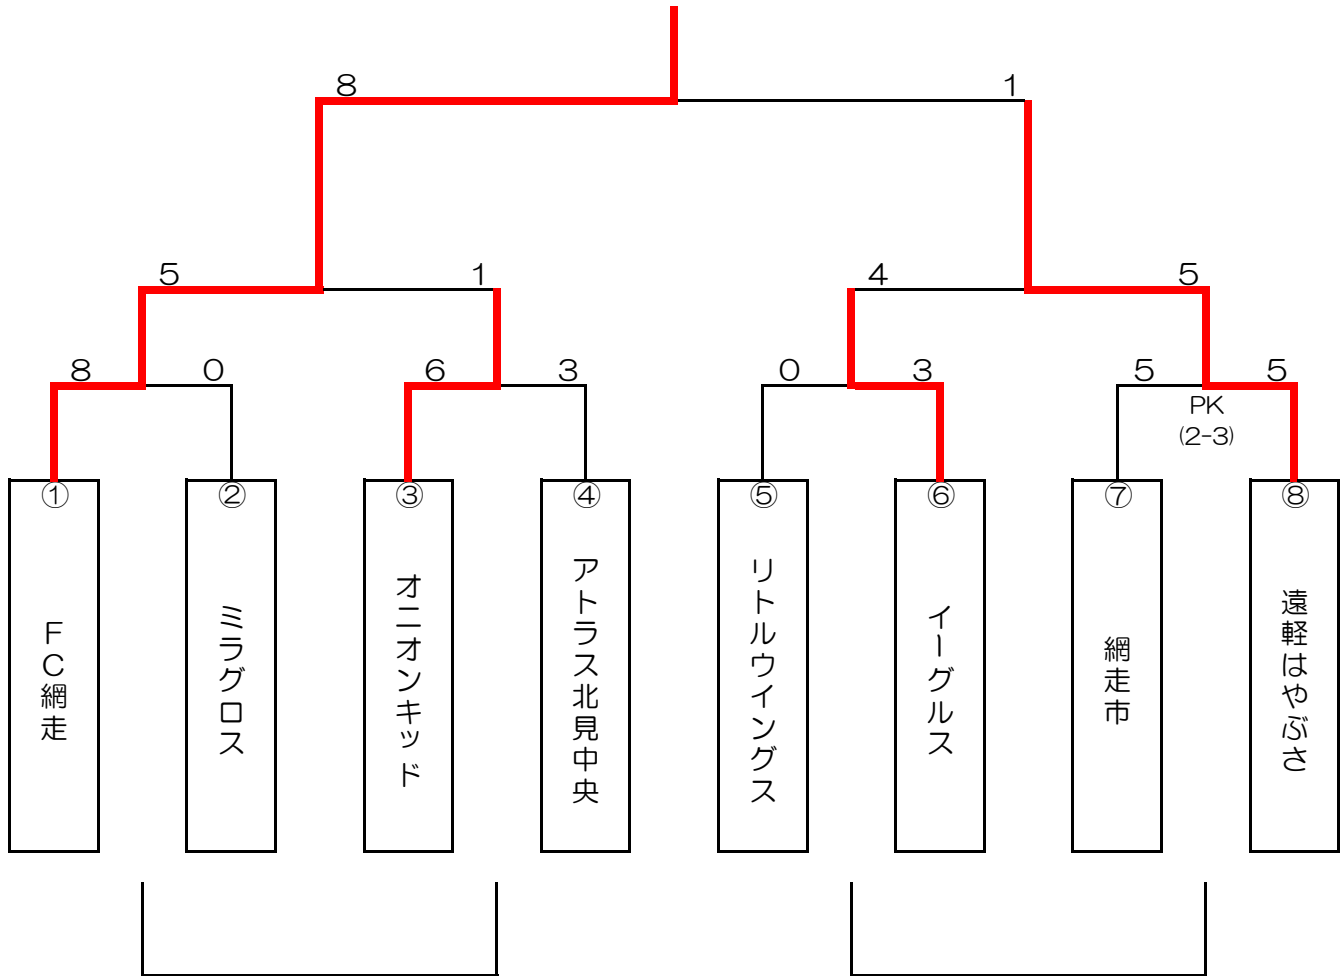 8 1
5 1 4 5
8 0 6 3 0 3 5 5
PK
(2-3)
① ② ③ ④ ⑤ ⑥ ⑦ ⑧
FC網走
ミラグロス
オニオンキッド
アトラス北見中央
リトルウイングス
イーグルス
網走市
遠軽はやぶさ